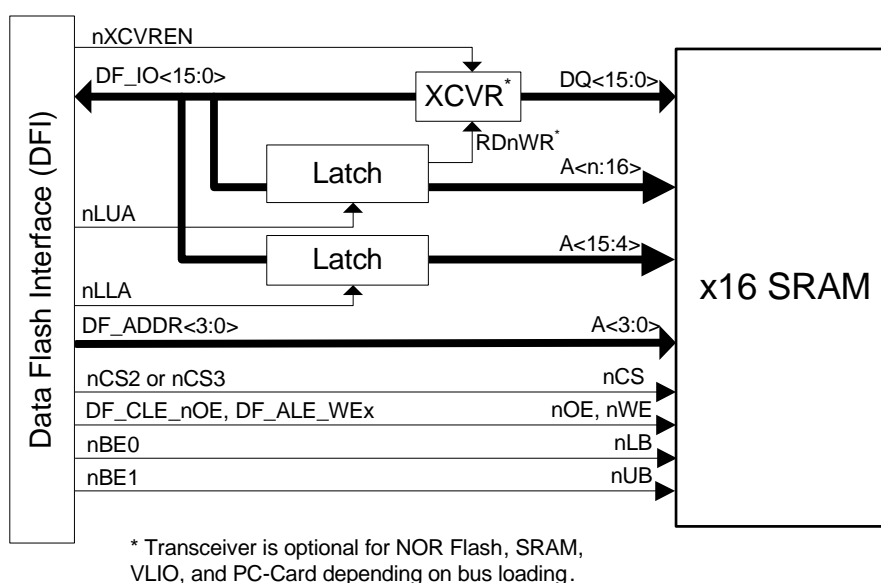 Data Flash Interface (DFI)
nXCVREN
DF_IO<15:0>
XCVR*
DQ<15:0>
RDnWR*
Latch
A<n:16>
nLUA
Latch
A<15:4>
nLLA
x16 SRAM
DF_ADDR<3:0>
A<3:0>
nCS2 or nCS3
nCS
DF_CLE_nOE, DF_ALE_WEx
nOE, nWE
nBE0
nLB
nBE1
nUB
* Transceiver is optional for NOR Flash, SRAM,
VLIO, and PC-Card depending on bus loading.